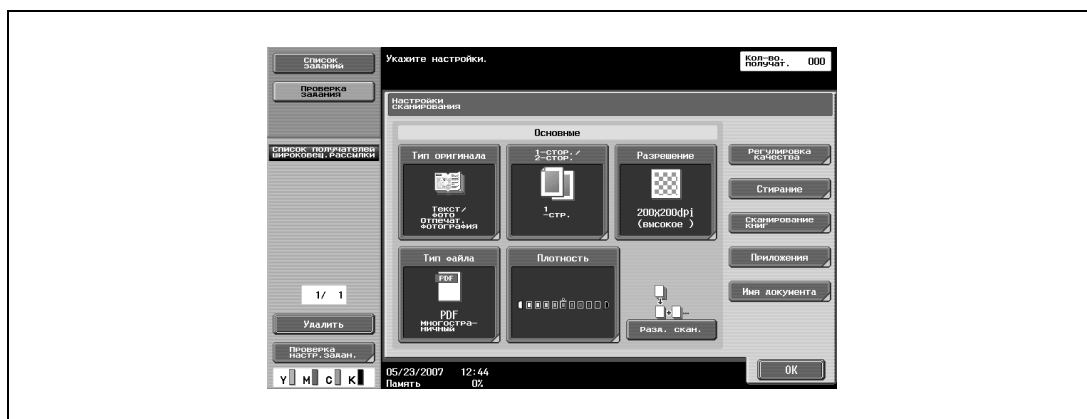 Список
заданий
Проверка
задания
Список получателей
широковещ.рассылки
1/ 1
Удалить
Проверка
настр.задан.
Y M C K
Укажите настройки.
Кол-во.
получат. 000
Настройки
сканирования
Основные
Тип оригинала
Текст/
Фото
Отпечат.
фотография
1-стор./
2-стор.
1
-стр.
Разрешение
200X200dpi
(высокое )
Тип файла
PDF
PDF
многостра-
ничный
Плотность
Разд. скан.
Регулировка
качества
Стирание
Сканирование
книг
Приложения
Имя документа
05/23/2007 12:44
Память 0%
OK